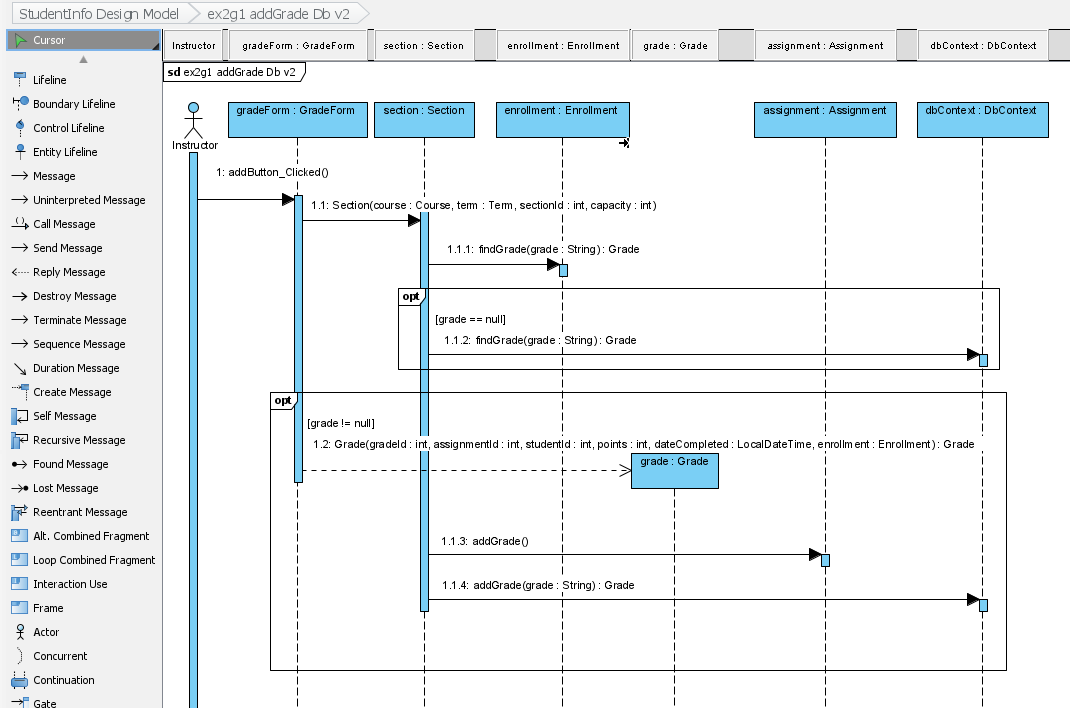 StudentInfo Design Model
ex2g1 addGrade Db v2
Cursor
Lifeline
Boundary Lifeline
Control Lifeline
Entity Lifeline
Message
Uninterpreted Message
Call Message
Send Message
Reply Message
Destroy Message
Terminate Message
Sequence Message
Duration Message
Create Message
Self Message
Recursive Message
Found Message
Lost Message
Reentrant Message
Alt. Combined Fragment
Loop Combined Fragment
Interaction Use
Frame
Actor
Concurrent
Continuation
Gate
Instructor
gradeForm : GradeForm
section : Section
enrollment : Enrollment
grade : Grade
assignment : Assignment
dbContext : DbContext
sd ex2g1 addGrade Db v2
gradeForm : GradeForm
section : Section
enrollment : Enrollment
assignment : Assignment
dbContext : DbContext
Instructor
1: addButton_Clicked()
1.1: Section(course : Course, term : Term, sectionId : int, capacity : int)
1.1.1: findGrade(grade : String) : Grade
opt
[grade == null]
1.1.2: findGrade(grade : String) : Grade
opt
[grade != null]
1.2: Grade(gradeId : int, assignmentId : int, studentId : int, points : int, dateCompleted : LocalDateTime, enrollment : Enrollment) : Grade
grade : Grade
1.1.3: addGrade()
1.1.4: addGrade(grade : String) : Grade